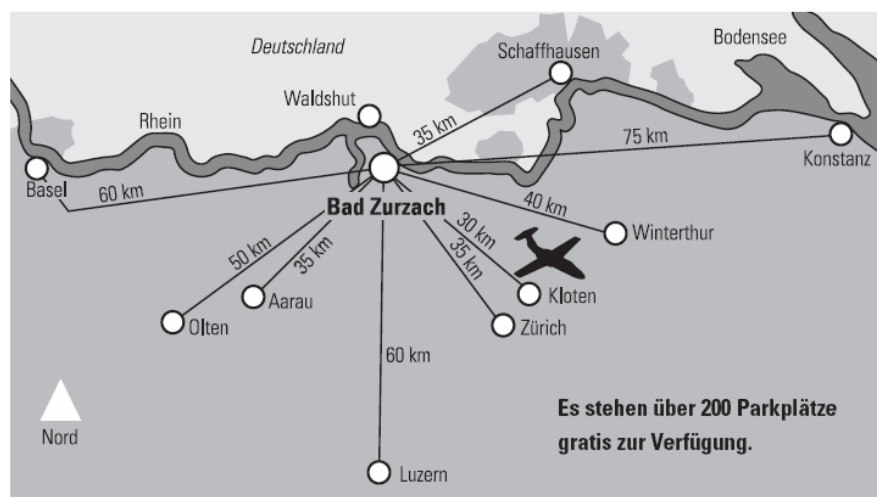 Deutschland
Bodensee
Schaffhausen
Waldshut
Rhein
35 km
75 km
Konstanz
Basel
60 km
Bad Zurzach
40 km
Winterthur
50 km
35 km
30 km
35 km
Aarau
Kloten
Olten
Zürich
60 km
Es stehen über 200 Parkplätze
gratis zur Verfügung.
Nord
Luzern